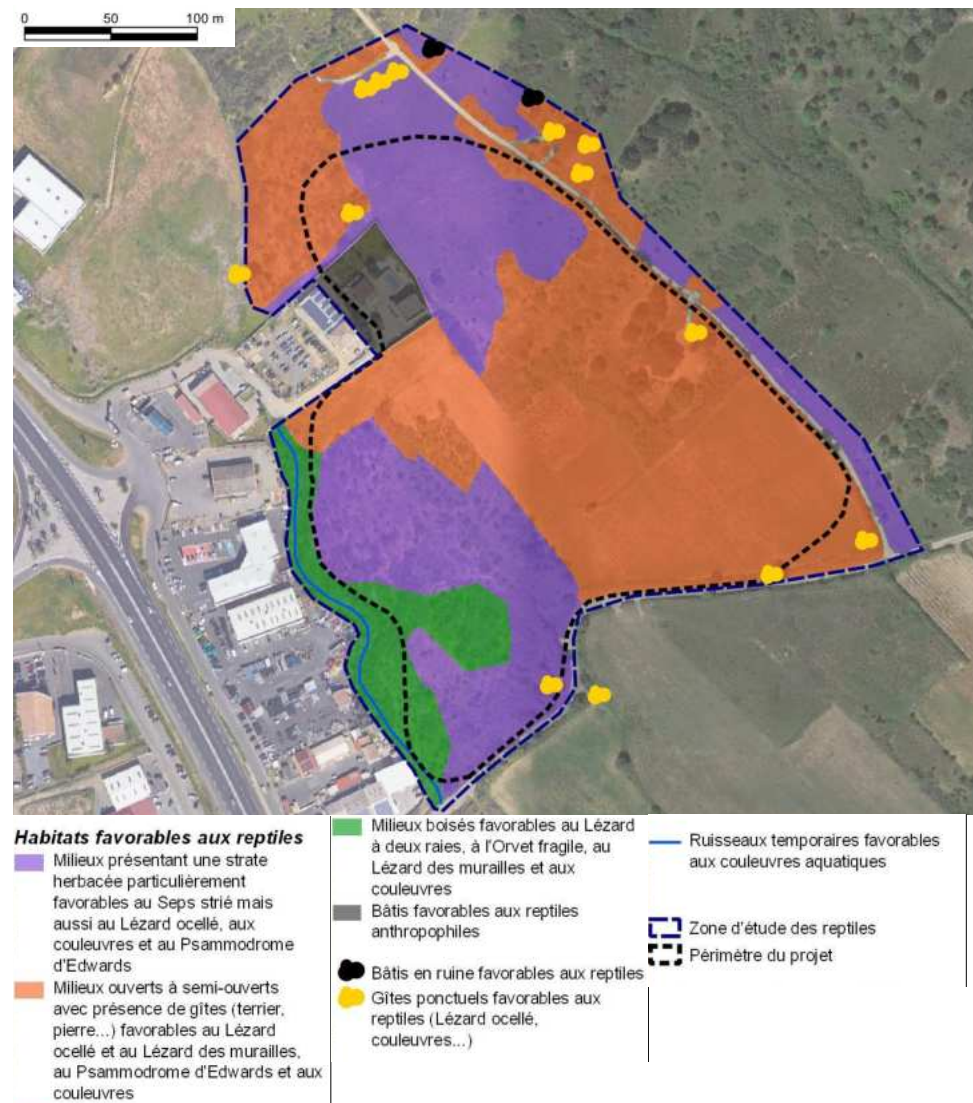 0 50 100 m
Habitats favorables aux reptiles
Milieux présentant une strate
herbacée particulièrement
favorables au Seps strié mais
aussi au Lézard ocellé, aux
couleuvres et au Psammodrome
d'Edwards
Milieux ouverts à semi-ouverts
avec présence de gîtes (terrier,
pierre...) favorables au Lézard
ocellé et au Lézard des murailles,
au Psammodrome d'Edwards et aux
couleuvres
Milieux boisés favorables au Lézard
à deux raies, à l'Orvet fragile, au
Lézard des murailles et aux
couleuvres
Bâtis favorables aux reptiles
anthropophiles
Bâtis en ruine favorables aux reptiles
Gîtes ponctuels favorables aux
reptiles (Lézard ocellé,
couleuvres...)
Ruisseaux temporaires favorables
aux couleuvres aquatiques
Zone d'étude des reptiles
Périmètre du projet